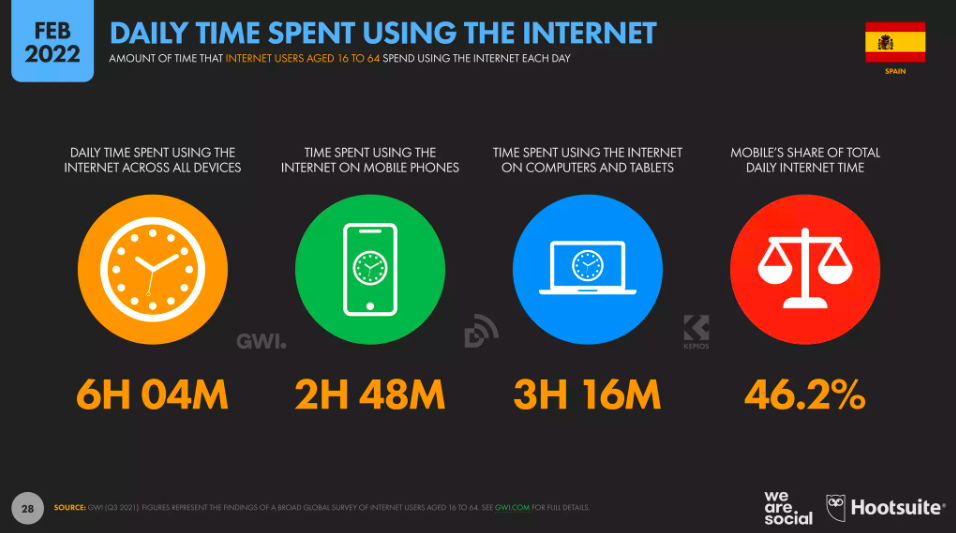 FEB
2022
DAILY TIME SPENT USING THE INTERNET
AMOUNT OF TIME THAT INTERNET USERS AGED 16 TO 64 SPEND USING THE INTERNET EACH DAY
SPAIN
DAILY TIME SPENT USING THE
INTERNET ACROSS ALL DEVICES
TIME SPENT USING THE
INTERNET ON MOBILE PHONES
TIME SPENT USING THE INTERNET
ON COMPUTERS AND TABLETS
MOBILE'S SHARE OF TOTAL
DAILY INTERNET TIME
GWI.
KEPIOS
6H 04M
2H 48M
3H 16M
46.2%
28
SOURCE: GWI (Q3 2021). FIGURES REPRESENT THE FINDINGS OF A BROAD GLOBAL SURVEY OF INTERNET USERS AGED 16 TO 64. SEE GWI.COM FOR FULL DETAILS.
we
are
social
Hootsuite®